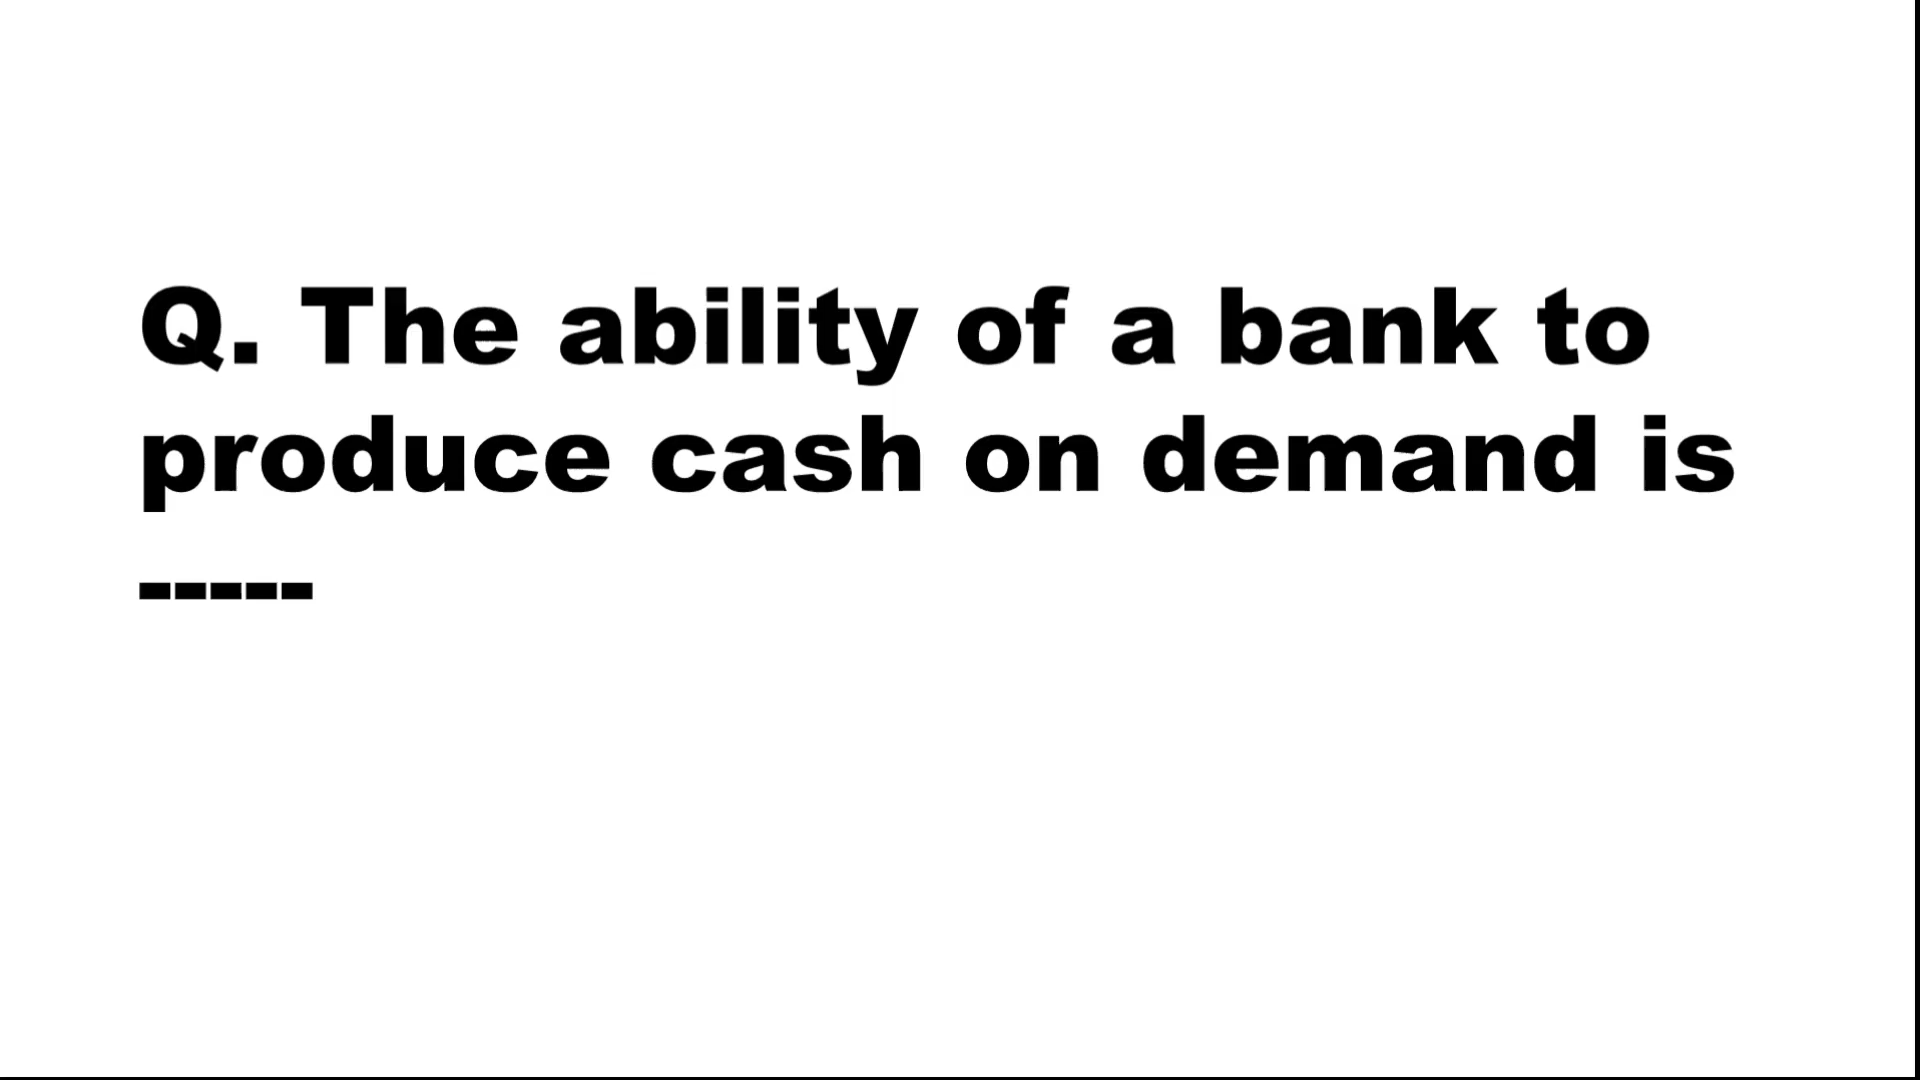 Q. The ability of a bank to
produce cash on demand is
-----